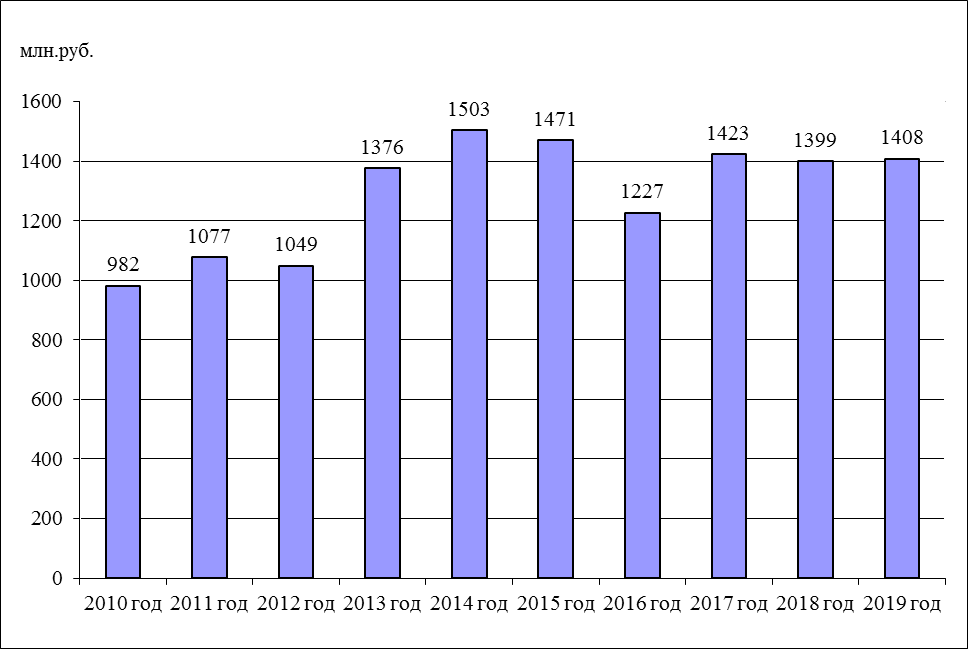 млн.руб.
1600
1400
1200
1000
800
600
400
200
0
982
1077
1049
1376
1503
1471
1227
1423
1399
1408
2010 год
2011 год
2012 год
2013 год
2014 год
2015 год
2016 год
2017 год
2018 год
2019 год